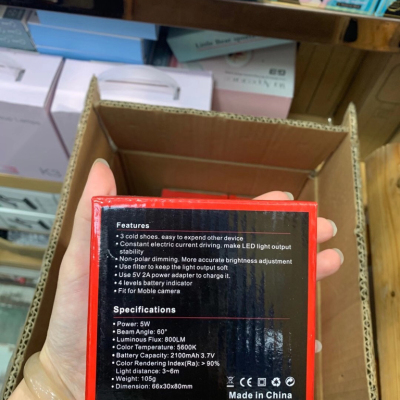 Features
• 3 cold shoes. easy to expend other device
• Constant electric current driving. make LED light output
stability
• Non-polar dimming. More accurate brightness adjustment
• Use filter to keep the light output soft
• Use 5V 2A power adapter to charge it.
• 4 levels battery indicator
• Fit for Moble camera
Specifications
• Power: 5W
• Beam Angle: 60°
• Luminous Flux: 800LM
• Color Temperature: 5600K
• Battery Capacity: 2100mAh 3.7V
• Color Rendering Index(Ra): > 90%
Light distance: 3~6m
• Weight: 105g
• Dimension: 66x30x80mm
CE
Made in China